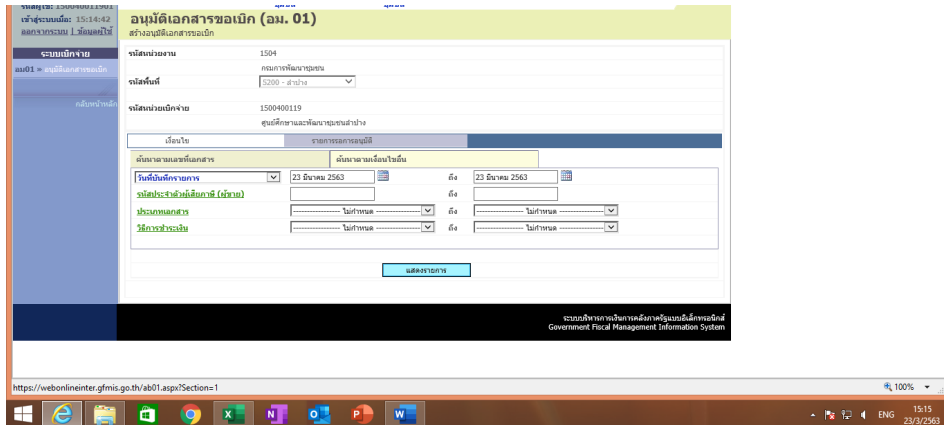 รหัสผู้ใช้: 150040011901
เข้าสู่ระบบเมื่อ: 15:14:42
ออกจากระบบ | ข้อมูลผู้ใช้
อนุมัติเอกสารขอเบิก (อม. 01)
สร้างอนุมัติเอกสารขอเบิก
ระบบเบิกจ่าย
อม01 » อนุมัติเอกสารขอเบิก
กลับหน้าหลัก
รหัสหน่วยงาน 1504
กรมการพัฒนาชุมชน
รหัสพื้นที่ 5200 - ลำปาง
รหัสหน่วยเบิกจ่าย 1500400119
ศูนย์ศึกษาและพัฒนาชุมชนลำปาง
เงื่อนไข รายการรอการอนุมัติ
ค้นหาตามเลขที่เอกสาร ค้นหาตามเงื่อนไขอื่น
วันที่บันทึกรายการ 23 มีนาคม 2563 ถึง 23 มีนาคม 2563
รหัสประจำตัวผู้เสียภาษี (ผู้ขาย) ถึง
ประเภทเอกสาร ------------------ ไม่กำหนด ------------------ ถึง ------------------ ไม่กำหนด ------------------
วิธีการชำระเงิน ------------------ ไม่กำหนด ------------------ ถึง ------------------ ไม่กำหนด ------------------
แสดงรายการ
ระบบบริหารการเงินการคลังภาครัฐแบบอิเล็กทรอนิกส์
Government Fiscal Management Information System
https://webonlineinter.gfmis.go.th/ab01.aspx?Section=1
100%
ENG
15:15
23/3/2563